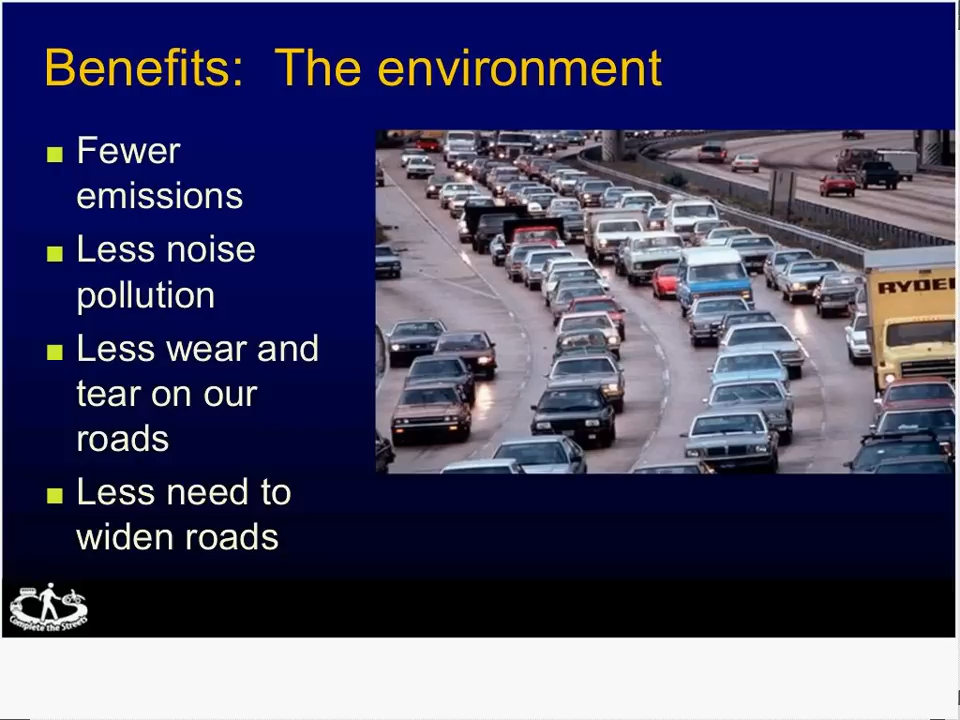 Benefits: The environment
Fewer
emissions
Less noise
pollution
Less wear and
tear on our
roads
Less need to
widen roads
RYDER
Complete the Streets